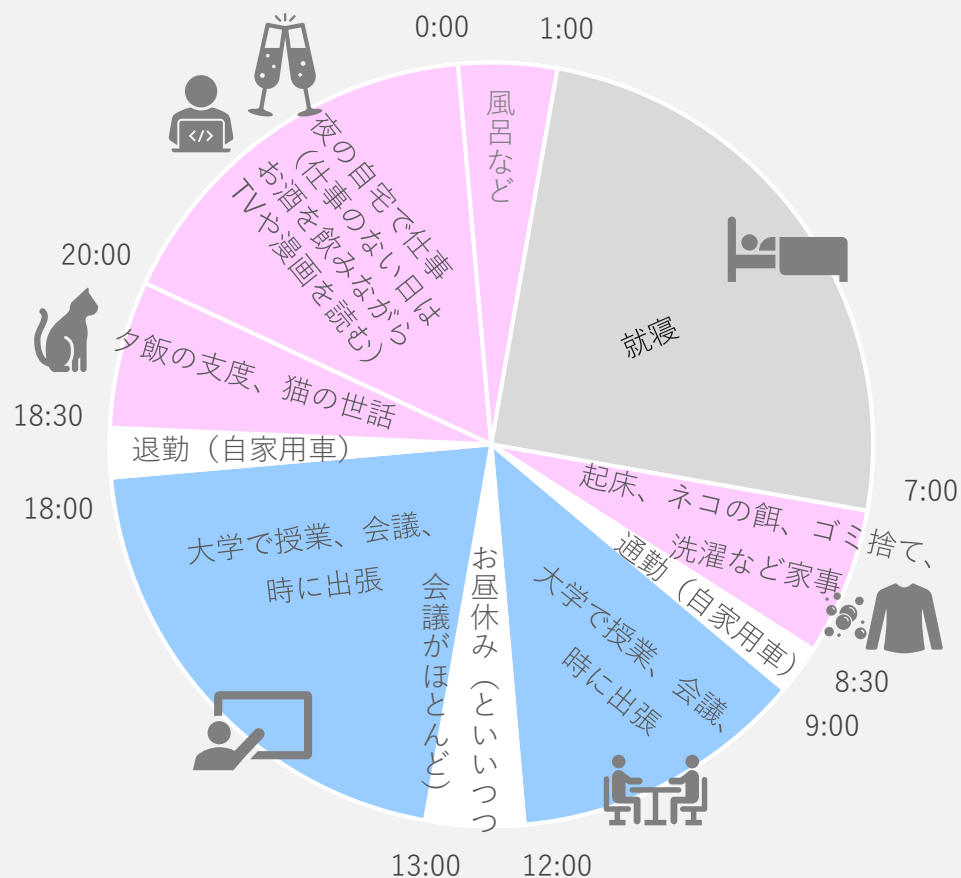 0:00
1:00
風呂など
就寝
7:00
起床、ネコの餌、ゴミ捨て、
洗濯など家事
8:30
通勤（自家用車）
9:00
大学で授業、会議、
時に出張
12:00
お昼休み（といいつつ
会議がほとんど）
13:00
大学で授業、会議、
時に出張
18:00
退勤（自家用車）
18:30
夕飯の支度、猫の世話
20:00
夜の自宅で仕事
（仕事のない日は
お酒を飲みながら
TVや漫画を読む）